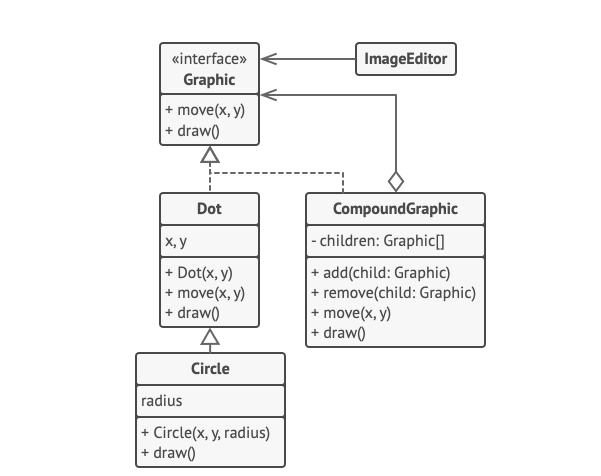 «interface»
Graphic
+ move(x, y)
+ draw()
ImageEditor
Dot
x, y
+ Dot(x, y)
+ move(x, y)
+ draw()
CompoundGraphic
- children: Graphic[]
+ add(child: Graphic)
+ remove(child: Graphic)
+ move(x, y)
+ draw()
Circle
radius
+ Circle(x, y, radius)
+ draw()